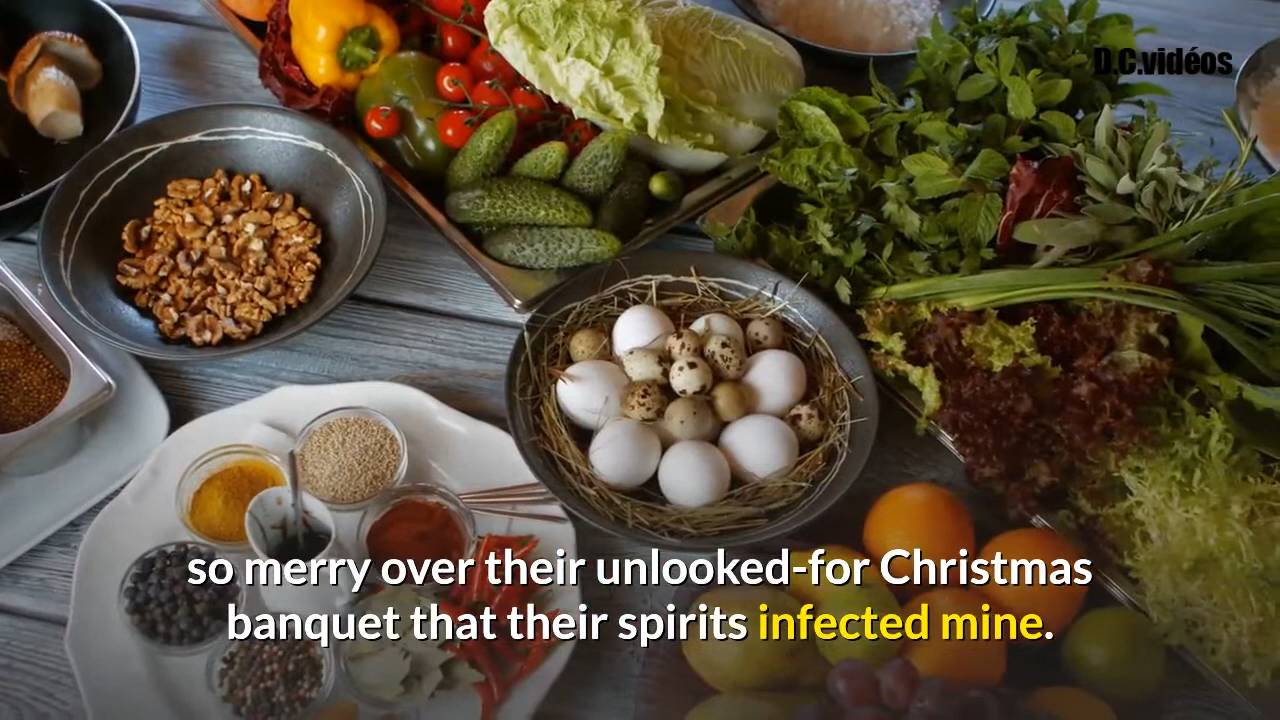 D.C.vidéos
so merry over their unlooked-for Christmas
banquet that their spirits infected mine.